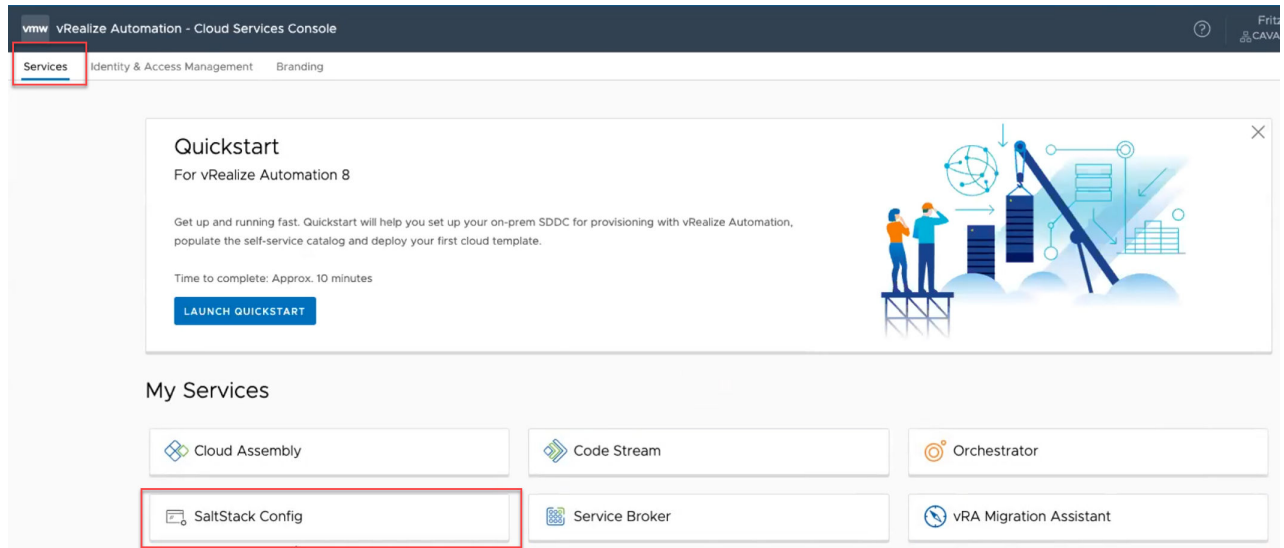 vmw vRealize Automation - Cloud Services Console
Fritz
CAVA
Services Identity & Access Management Branding
Quickstart
For vRealize Automation 8
Get up and running fast. Quickstart will help you set up your on-prem SDDC for provisioning with vRealize Automation,
populate the self-service catalog and deploy your first cloud template.
Time to complete: Approx. 10 minutes
LAUNCH QUICKSTART
My Services
Cloud Assembly
Code Stream
Orchestrator
SaltStack Config
Service Broker
vRA Migration Assistant